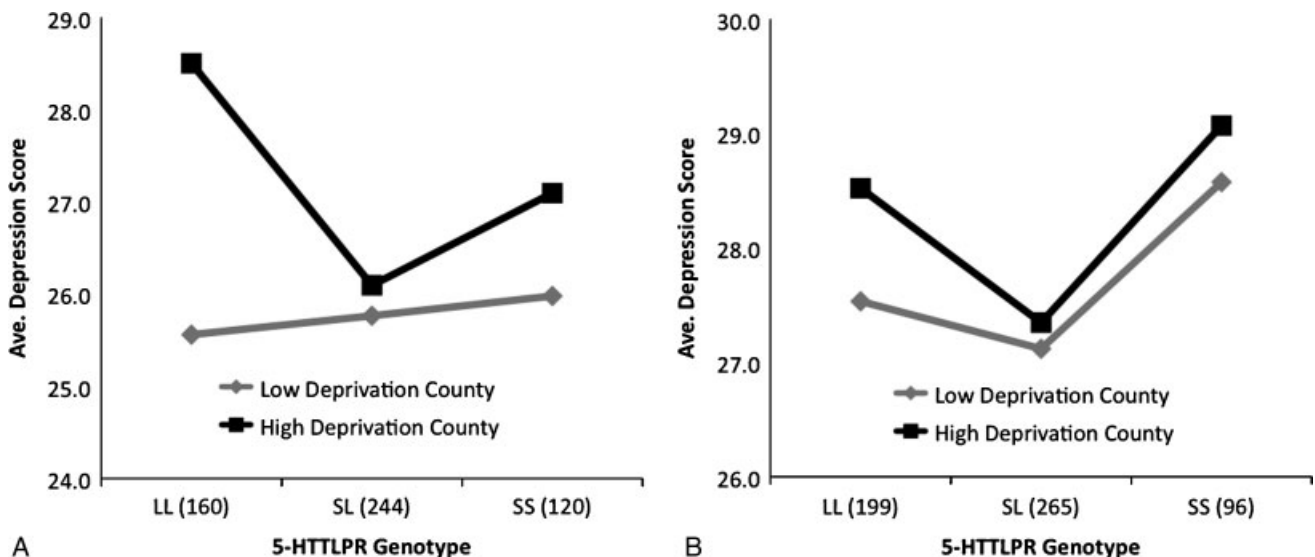 29.0
28.0
27.0
26.0
25.0
24.0
Ave. Depression Score
Low Deprivation County
High Deprivation County
LL (160)
SL (244)
SS (120)
A
5-HTTLPR Genotype
30.0
29.0
28.0
27.0
26.0
Ave. Depression Score
Low Deprivation County
High Deprivation County
LL (199)
SL (265)
SS (96)
B
5-HTTLPR Genotype